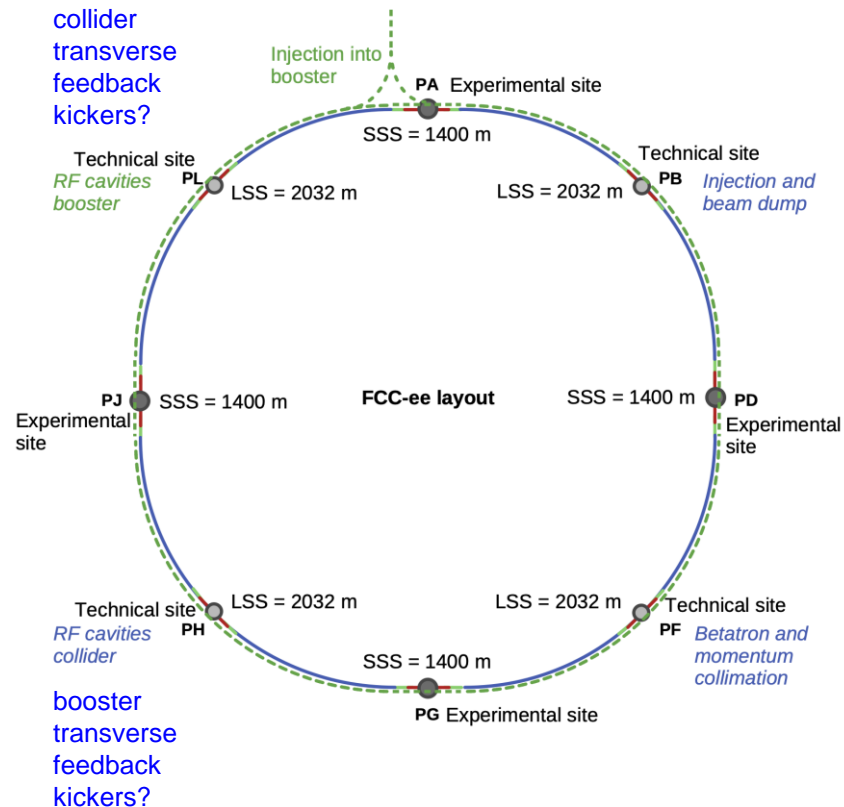 collider
transverse
feedback
kickers?
Injection into
booster
PA Experimental site
SSS = 1400 m
Technical site
PL
RF cavities
booster
LSS = 2032 m
Technical site
PB
LSS = 2032 m
Injection and
beam dump
PJ
SSS = 1400 m
Experimental
site
FCC-ee layout
SSS = 1400 m
PD
Experimental
site
LSS = 2032 m
Technical site
PH
RF cavities
collider
LSS = 2032 m
Technical site
PF
Betatron and
momentum
collimation
SSS = 1400 m
PG Experimental site
booster
transverse
feedback
kickers?